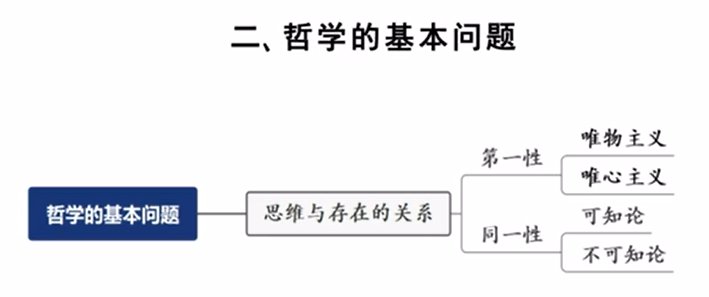 二、哲学的基本问题
哲学的基本问题
思维与存在的关系
第一性
唯物主义
唯心主义
同一性
可知论
不可知论